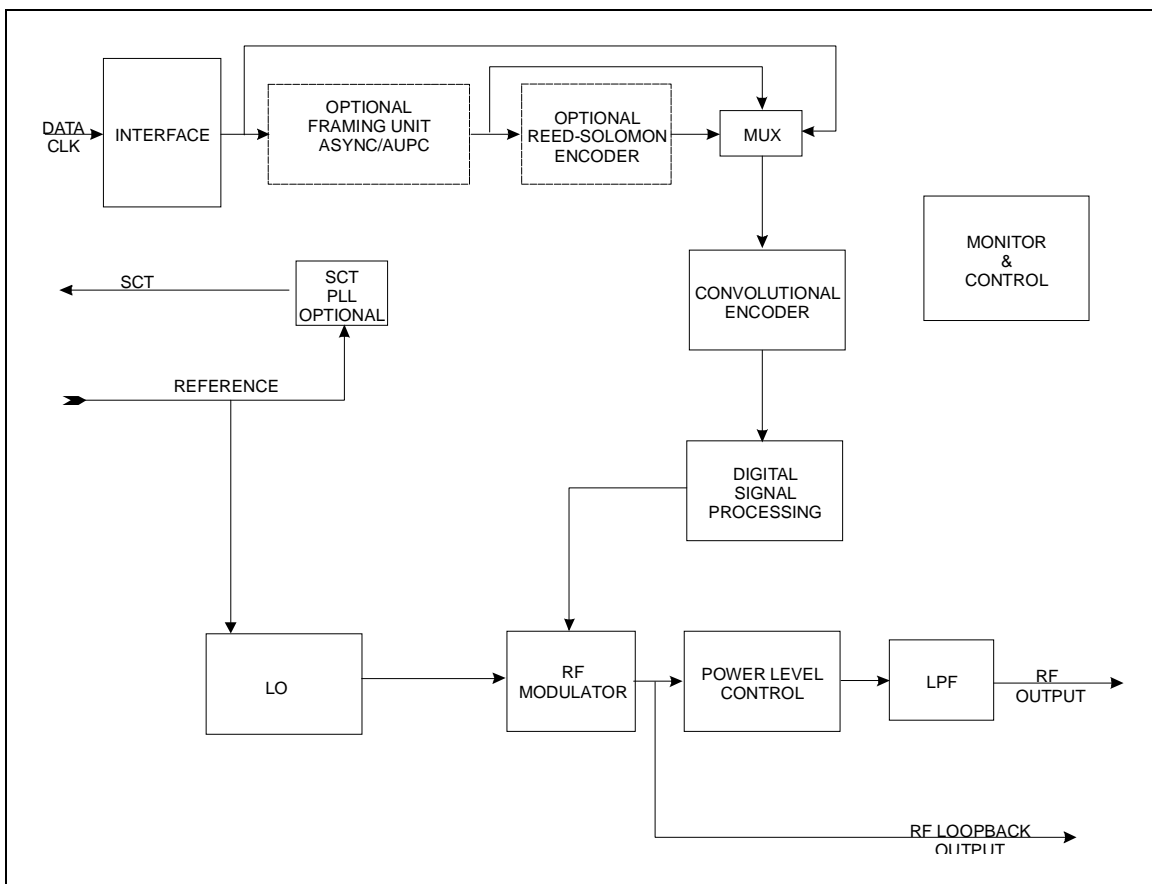 DATA
CLK
INTERFACE
OPTIONAL
FRAMING UNIT
ASYNC/AUPC
OPTIONAL
REED-SOLOMON
ENCODER
MUX
MONITOR
&
CONTROL
SCT
SCT
PLL
OPTIONAL
CONVOLUTIONAL
ENCODER
REFERENCE
DIGITAL
SIGNAL
PROCESSING
LO
RF
MODULATOR
POWER LEVEL
CONTROL
LPF
RF
OUTPUT
RF LOOPBACK
OUTPUT